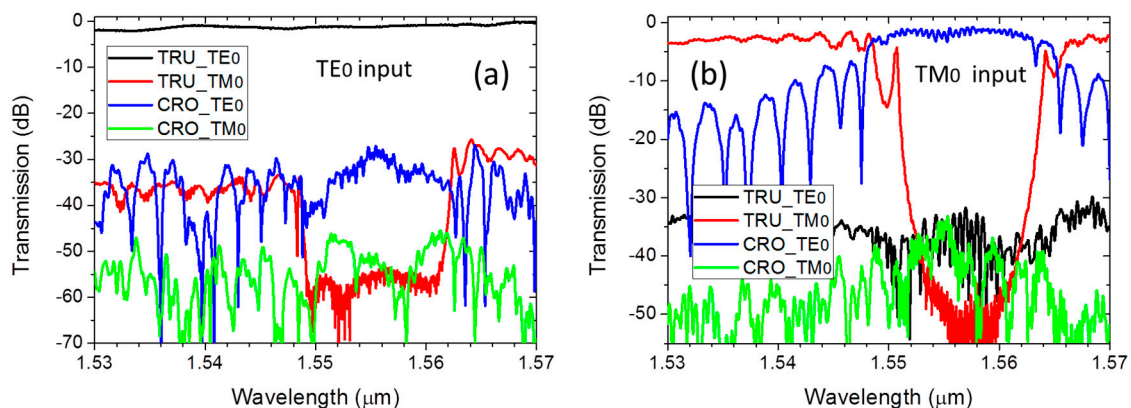 0
-10
-20
-30
-40
-50
-60
-70
Transmission (dB)
TRU_TE0
TRU_TM0
CRO_TE0
CRO_TM0
TE0 input
(a)
1.53
1.54
1.55
1.56
1.57
Wavelength (μm)
0
-10
-20
-30
-40
-50
Transmission (dB)
(b)
TM0 input
TRU_TE0
TRU_TM0
CRO_TE0
CRO_TM0
1.53
1.54
1.55
1.56
1.57
Wavelength (μm)